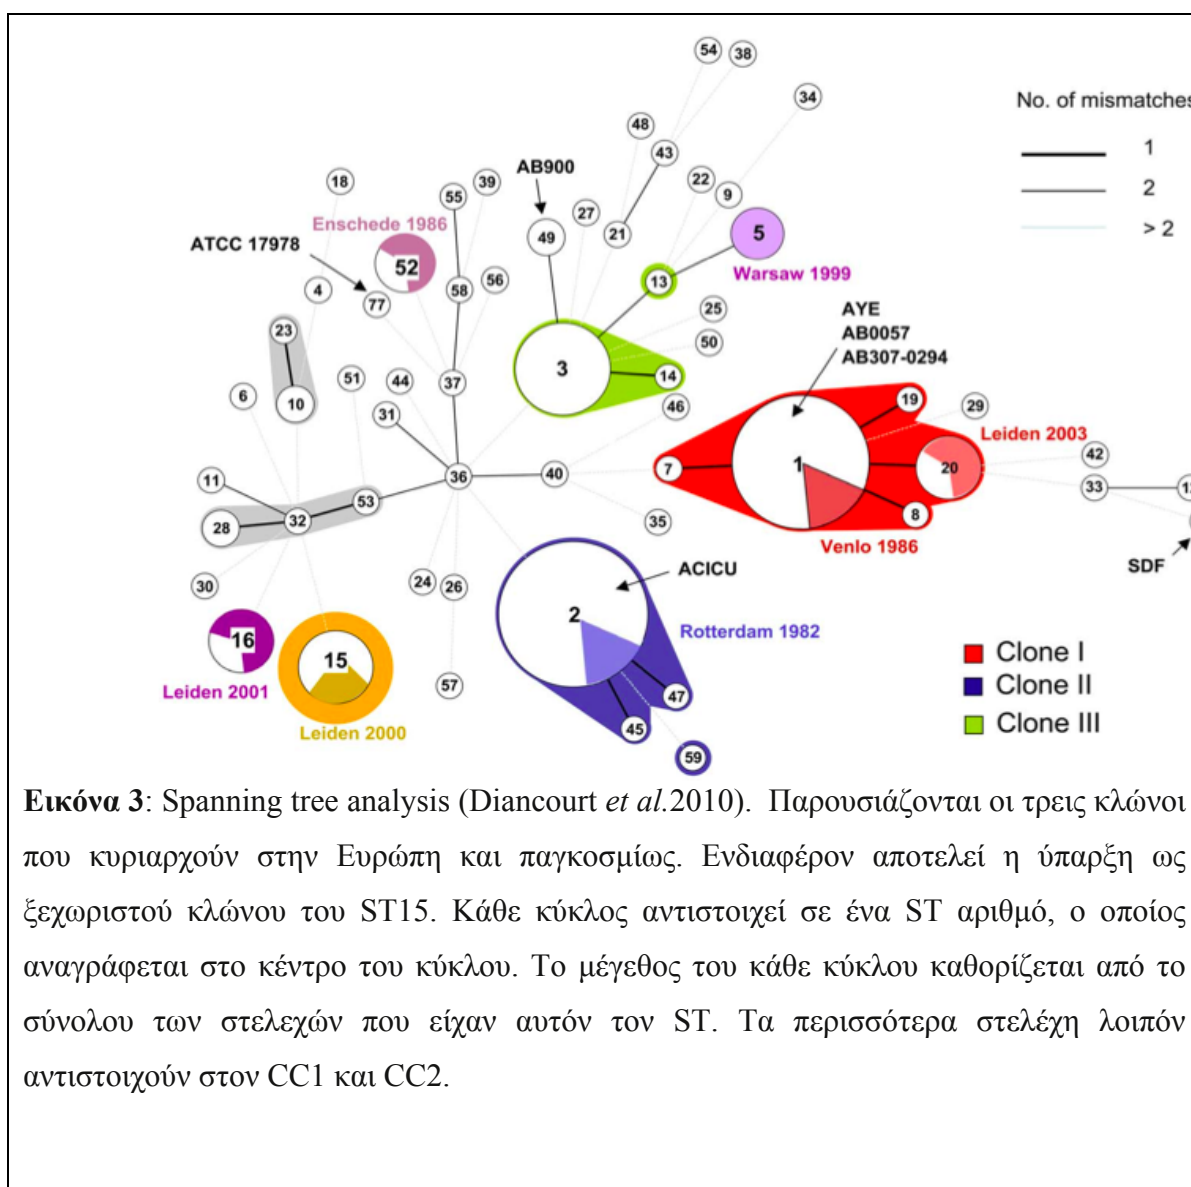 54
38
No. of mismatches
34
1
48
43
2
AB900
22
18
39
55
9
27
> 2
Enschede 1986
49
21
5
ATCC 17978
52
Warsaw 1999
13
56
4
58
77
25
AYE
23
AB0057
50
AB307-0294
3
51
44
37
14
6
10
19
46
29
31
Leiden 2003
42
7
1
20
36
40
11
33
12
53
28
32
8
35
Venlo 1986
SDF
ACICU
24
26
30
2
Rotterdam 1982
16
15
Clone I
57
Leiden 2001
Clone II
47
Leiden 2000
45
Clone III
59
Εικόνα 3: Spanning tree analysis (Diancourt et al.2010). Παρουσιάζονται οι τρεις κλώνοι
που κυριαρχούν στην Ευρώπη και παγκοσμίως. Ενδιαφέρον αποτελεί η ύπαρξη ως
ξεχωριστού κλώνου του ST15. Κάθε κύκλος αντιστοιχεί σε ένα ST αριθμό, ο οποίος
αναγράφεται στο κέντρο του κύκλου. Το μέγεθος του κάθε κύκλου καθορίζεται από το
σύνολου των στελεχών που είχαν αυτόν τον ST. Τα περισσότερα στελέχη λοιπόν
αντιστοιχούν στον CC1 και CC2.